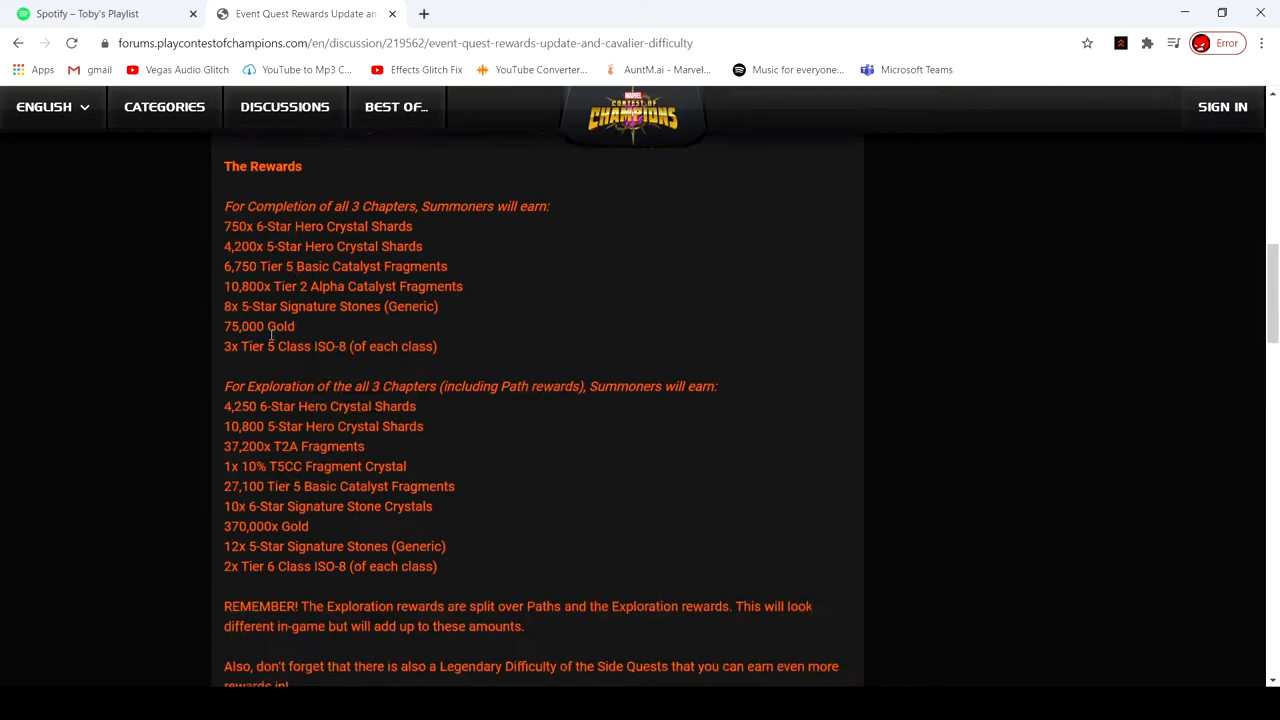 Spotify – Toby's Playlist
Event Quest Rewards Update an
forums.playcontestofchampions.com/en/discussion/219562/event-quest-rewards-update-and-cavalier-difficulty
Error
Apps
gmail
Vegas Audio Glitch
YouTube to Mp3 C...
Effects Glitch Fix
YouTube Converter...
AuntM.ai - Marvel...
Music for everyone...
Microsoft Teams
ENGLISH
CATEGORIES
DISCUSSIONS
BEST OF...
MARVEL
CONTEST OF
CHAMPIONS
SIGN IN
The Rewards
For Completion of all 3 Chapters, Summoners will earn:
750x 6-Star Hero Crystal Shards
4,200x 5-Star Hero Crystal Shards
6,750 Tier 5 Basic Catalyst Fragments
10,800x Tier 2 Alpha Catalyst Fragments
8x 5-Star Signature Stones (Generic)
75,000 Gold
3x Tier 5 Class ISO-8 (of each class)
For Exploration of the all 3 Chapters (including Path rewards), Summoners will earn:
4,250 6-Star Hero Crystal Shards
10,800 5-Star Hero Crystal Shards
37,200x T2A Fragments
1x 10% T5CC Fragment Crystal
27,100 Tier 5 Basic Catalyst Fragments
10x 6-Star Signature Stone Crystals
370,000x Gold
12x 5-Star Signature Stones (Generic)
2x Tier 6 Class ISO-8 (of each class)
REMEMBER! The Exploration rewards are split over Paths and the Exploration rewards. This will look
different in-game but will add up to these amounts.
Also, don't forget that there is also a Legendary Difficulty of the Side Quests that you can earn even more
rewards in!